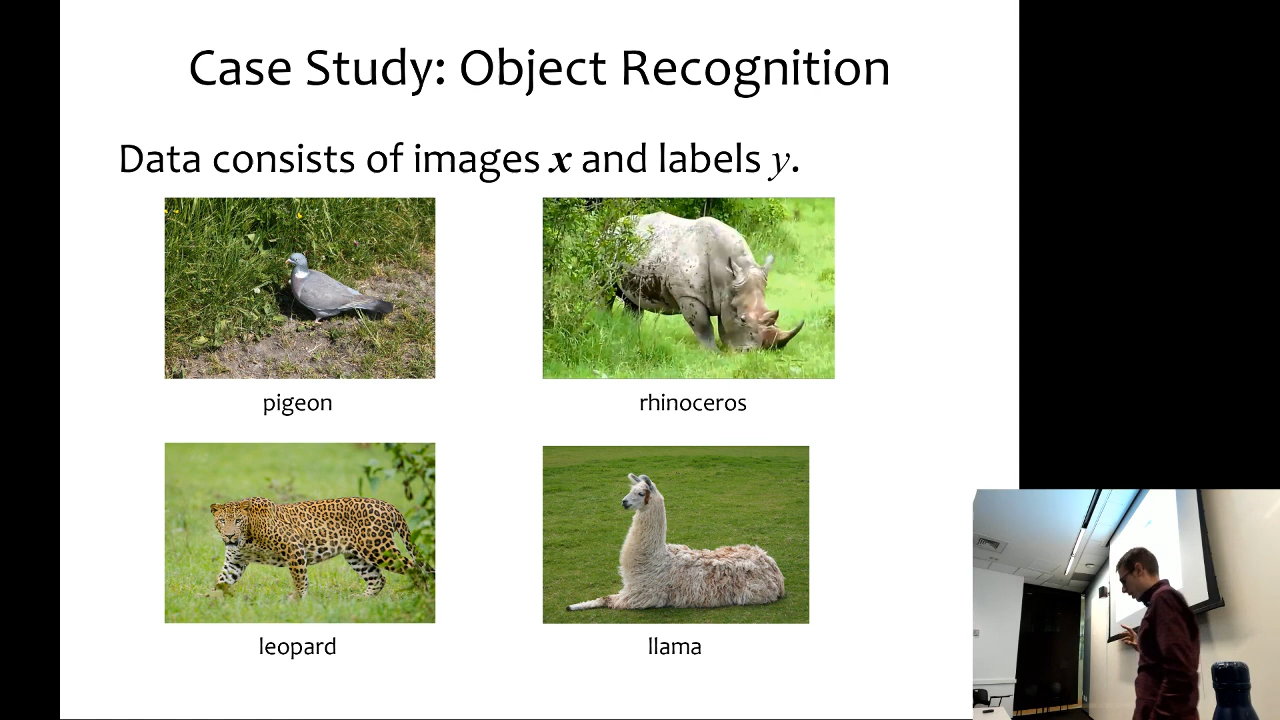 Case Study: Object Recognition
Data consists of images x and labels y.
pigeon
rhinoceros
leopard
llama